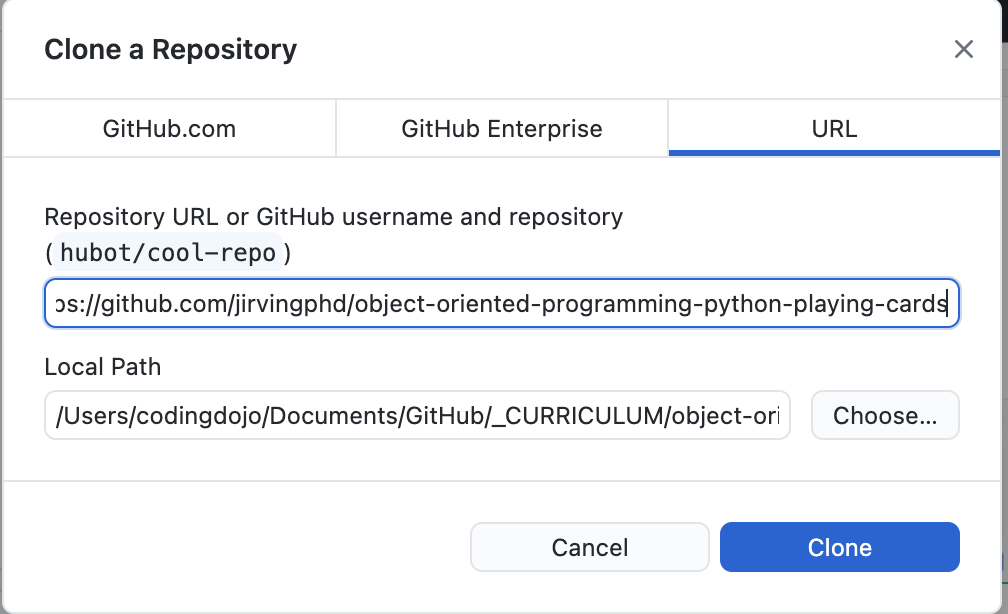 Clone a Repository
GitHub.com
GitHub Enterprise
URL
Repository URL or GitHub username and repository
(hubot/cool-repo)
ps://github.com/jirvingphd/object-oriented-programming-python-playing-cards
Local Path
/Users/codingdojo/Documents/GitHub/_CURRICULUM/object-ori
Choose...
Cancel
Clone